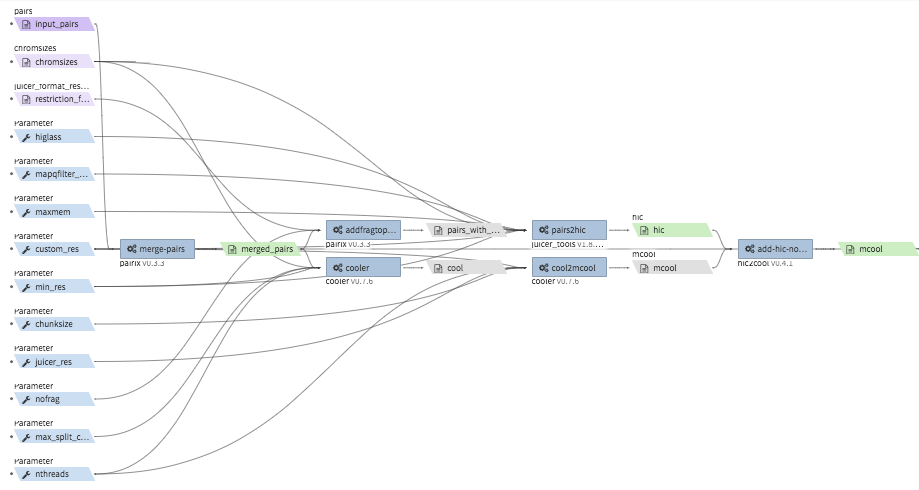 pairs
input_pairs
chromsizes
chromsizes
juicer_format_res...
restriction_f...
Parameter
higlass
Parameter
mapqfilter_...
Parameter
maxmem
Parameter
custom_res
merge-pairs
pairix v0.3.3
merged_pairs
Parameter
min_res
Parameter
chunksize
Parameter
juicer_res
Parameter
nofrag
Parameter
max_split_c...
Parameter
nthreads
addfragtop...
pairix v0.3.3
pairs_with_...
pairs2hic
juicer_tools v1.8....
hic
hic
cooler
cooler v0.7.6
cool
cool2mcool
cooler v0.7.6
mcool
mcool
add-hic-no...
hic2cool v0.4.1
mcool